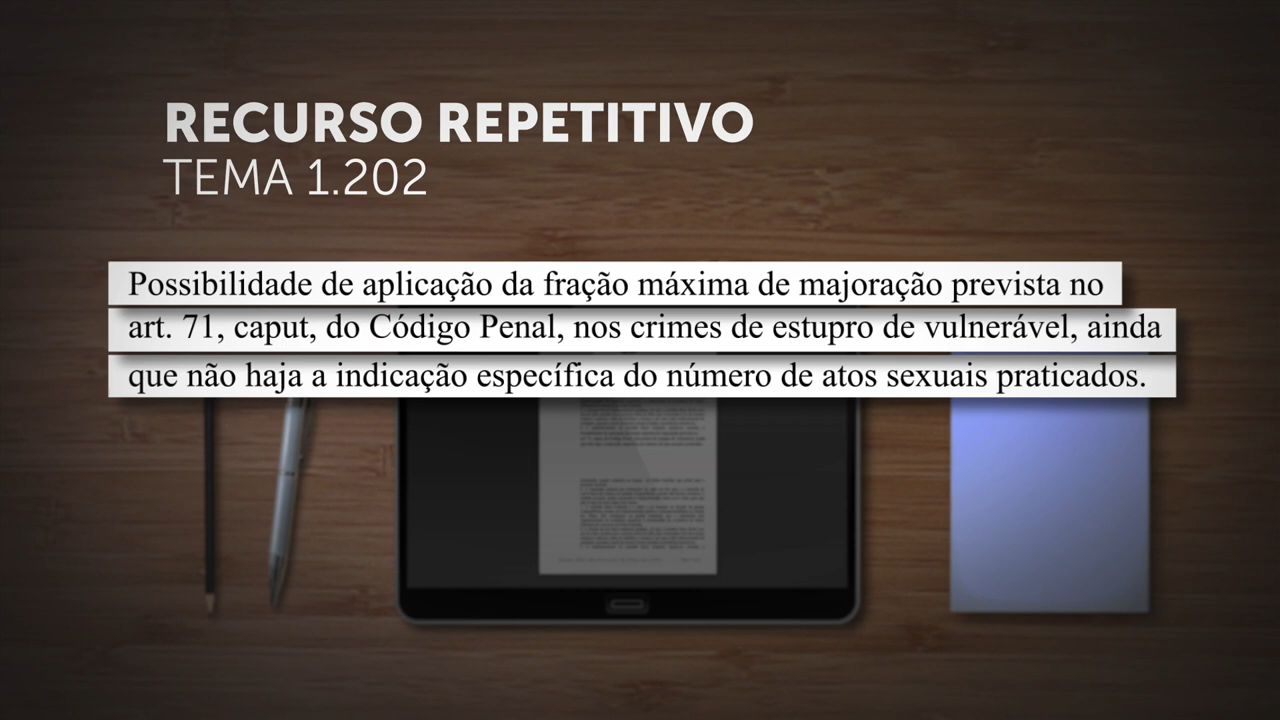 RECURSO REPETITIVO
TEMA 1.202
Possibilidade de aplicação da fração máxima de majoração prevista no
art. 71, caput, do Código Penal, nos crimes de estupro de vulnerável, ainda
que não haja a indicação específica do número de atos sexuais praticados.